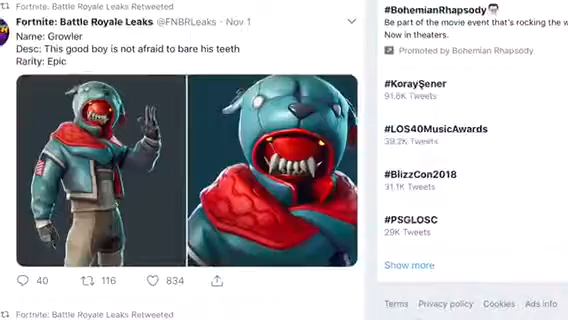 Fortnite: Battle Royale Leaks Retweeted
Fortnite: Battle Royale Leaks @FNBRLeaks · Nov 1
Name: Growler
Desc: This good boy is not afraid to bare his teeth
Rarity: Epic
40 116 834
Fortnite: Battle Royale Leaks Retweeted
#BohemianRhapsody
Be part of the movie event that's rocking the w
Now in theaters.
Promoted by Bohemian Rhapsody
#KorayŞener
91.8K Tweets
#LOS40MusicAwards
39.2K Tweets
#BlizzCon2018
31.1K Tweets
#PSGLOSC
29K Tweets
Show more
Terms Privacy policy Cookies Ads info